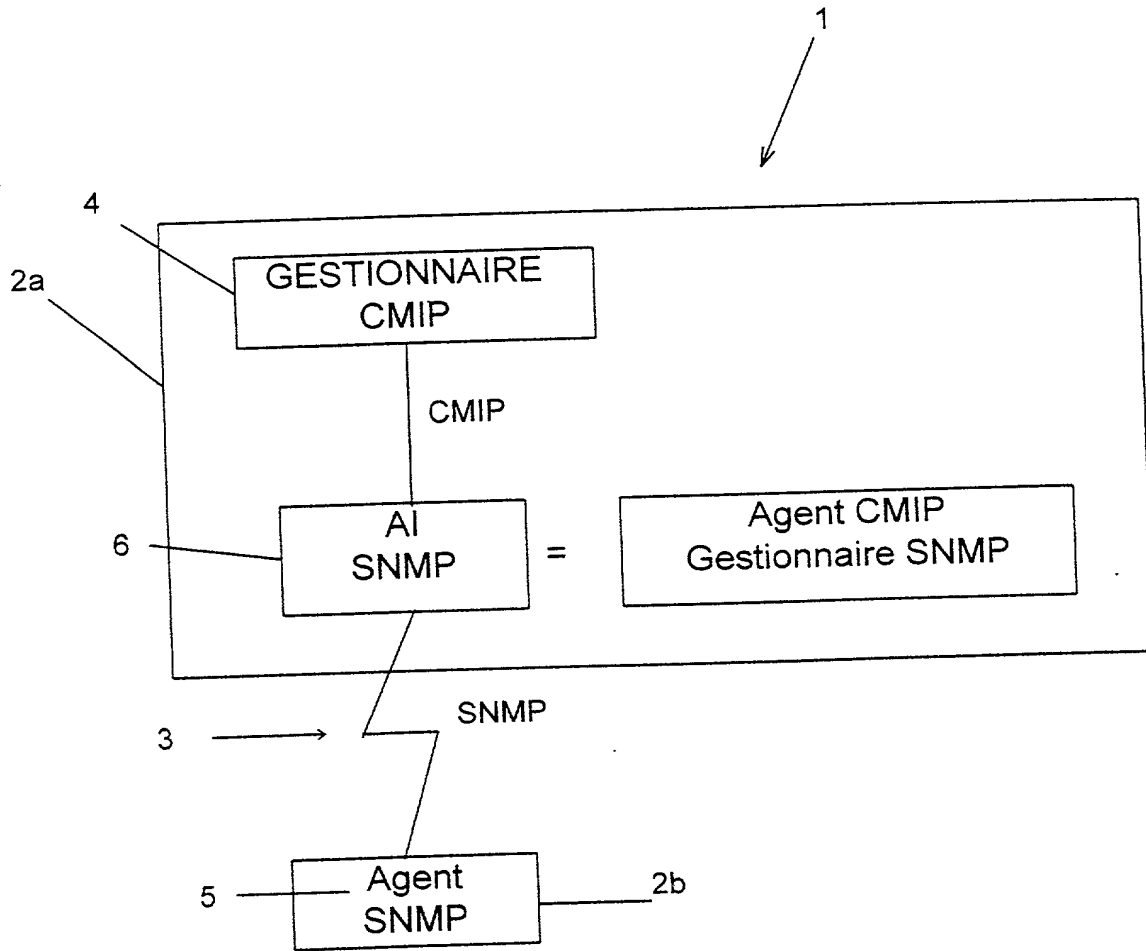 1
4
2a
GESTIONNAIRE
CMIP
CMIP
6
AI
SNMP
=
Agent CMIP
Gestionnaire SNMP
SNMP
3
5
Agent
SNMP
2b